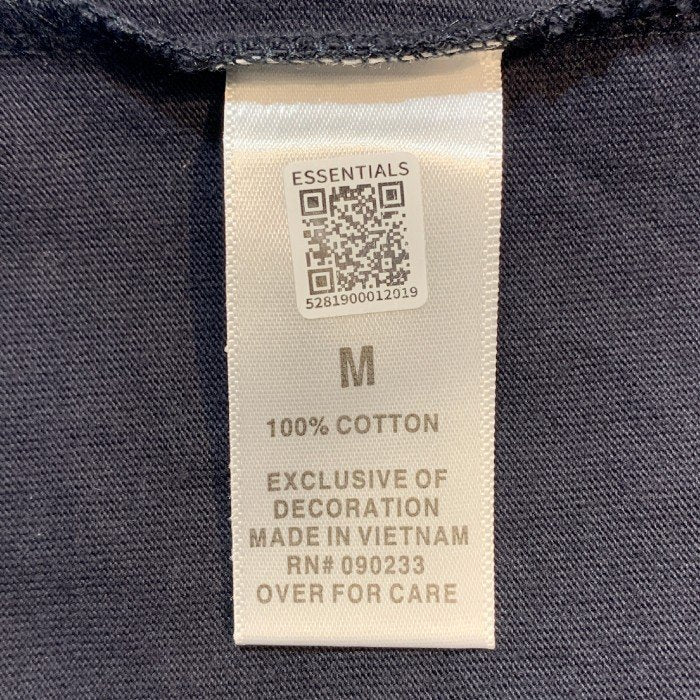 ESSENTIALS
5281900012019
M
100% COTTON
EXCLUSIVE OF
DECORATION
MADE IN VIETNAM
RN# 090233
OVER FOR CARE